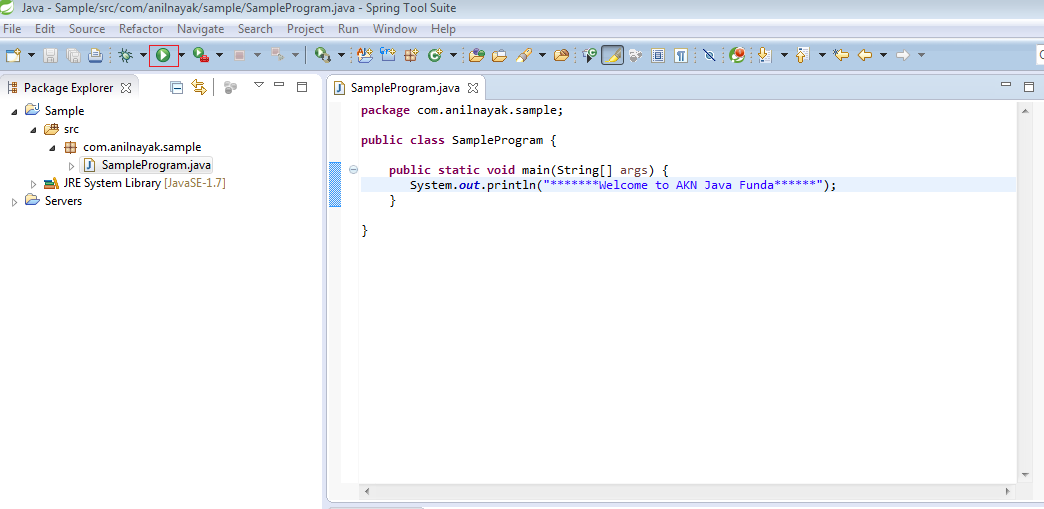 Java - Sample/src/com/anilnayak/sample/SampleProgram.java - Spring Tool Suite
File Edit Source Refactor Navigate Search Project Run Window Help
Package Explorer
Sample
src
com.anilnayak.sample
SampleProgram.java
JRE System Library [JavaSE-1.7]
Servers
SampleProgram.java
package com.anilnayak.sample;
public class SampleProgram {
public static void main(String[] args) {
System.out.println("*******Welcome to AKN Java Funda******");
}
}